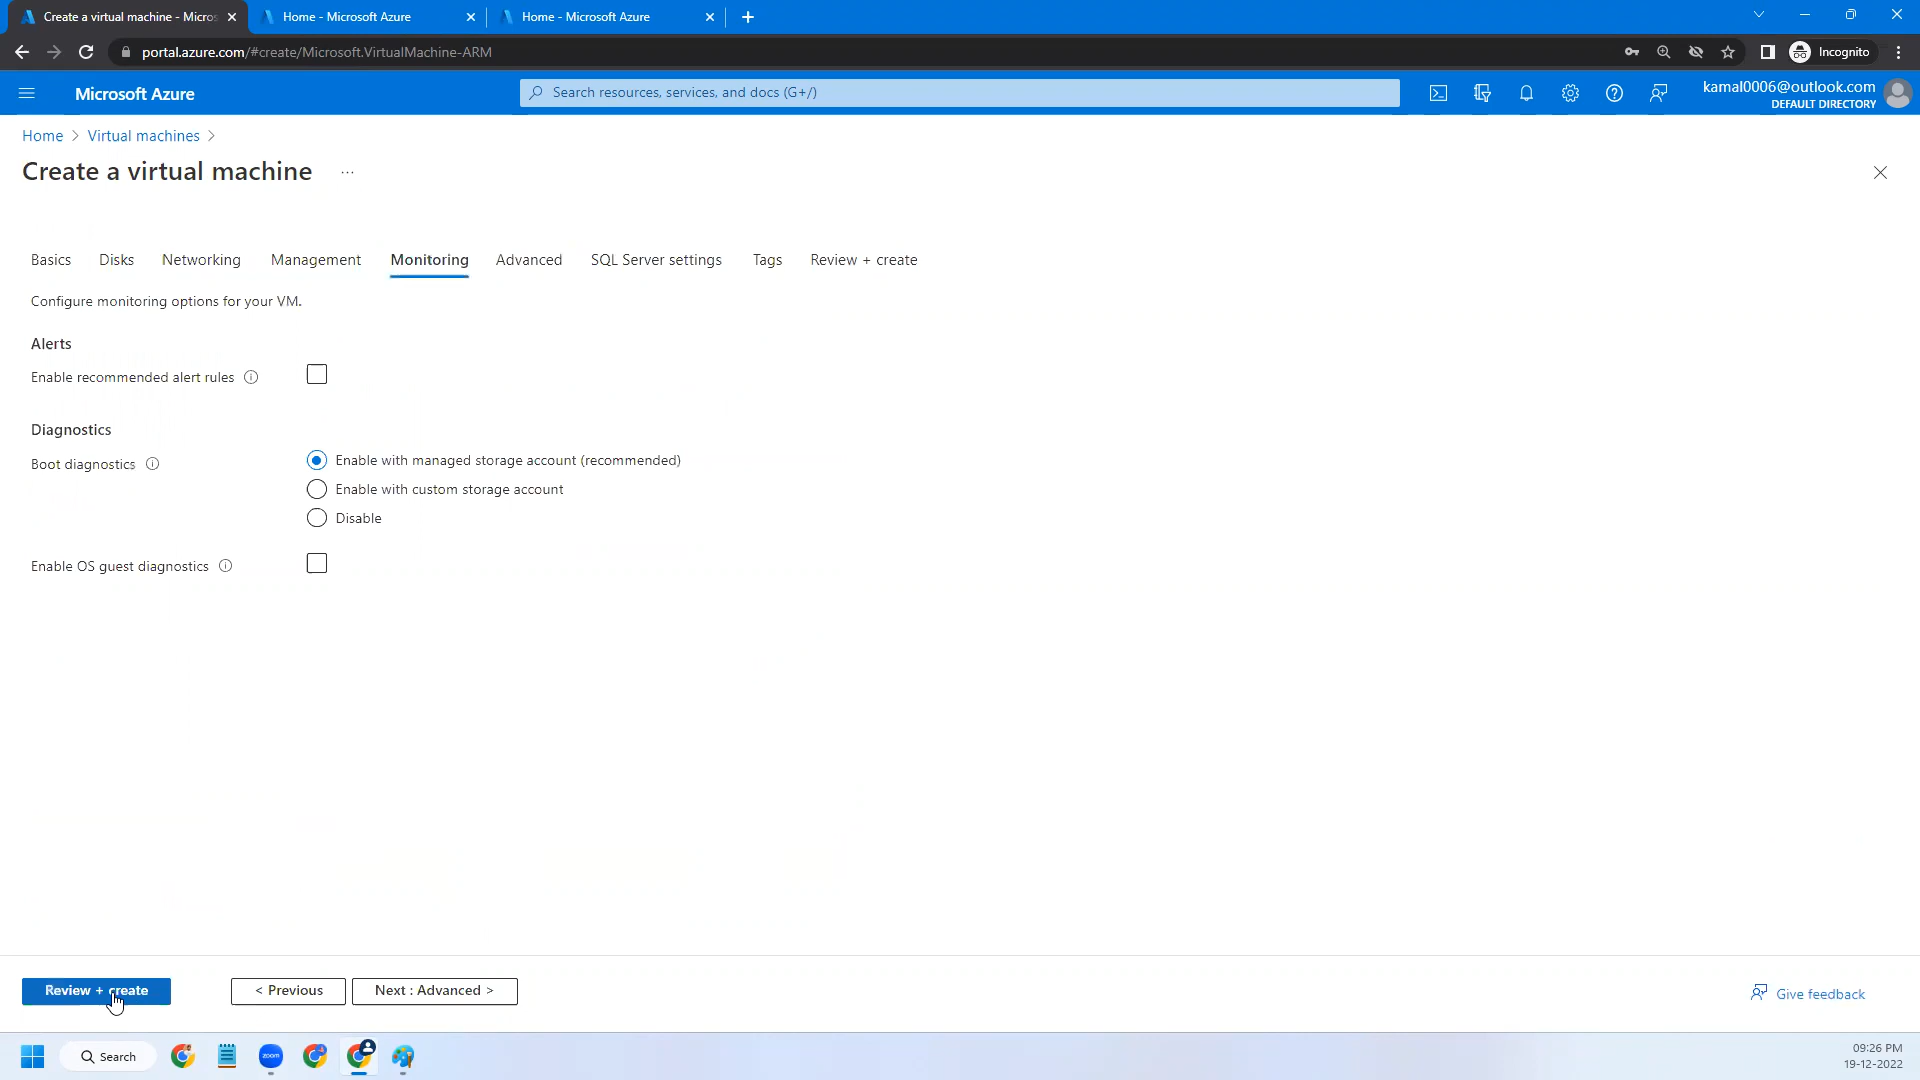 Create a virtual machine - Micros
Home - Microsoft Azure
Home - Microsoft Azure
portal.azure.com/#create/Microsoft.VirtualMachine-ARM
Incognito
Microsoft Azure
Search resources, services, and docs (G+/)
kamal0006@outlook.com
DEFAULT DIRECTORY
Home > Virtual machines >
Create a virtual machine ...
Basics Disks Networking Management Monitoring Advanced SQL Server settings Tags Review + create
Configure monitoring options for your VM.
Alerts
Enable recommended alert rules
Diagnostics
Boot diagnostics
Enable with managed storage account (recommended)
Enable with custom storage account
Disable
Enable OS guest diagnostics
Review + create
< Previous
Next : Advanced >
Give feedback
Search
zoom
09:26 PM
19-12-2022